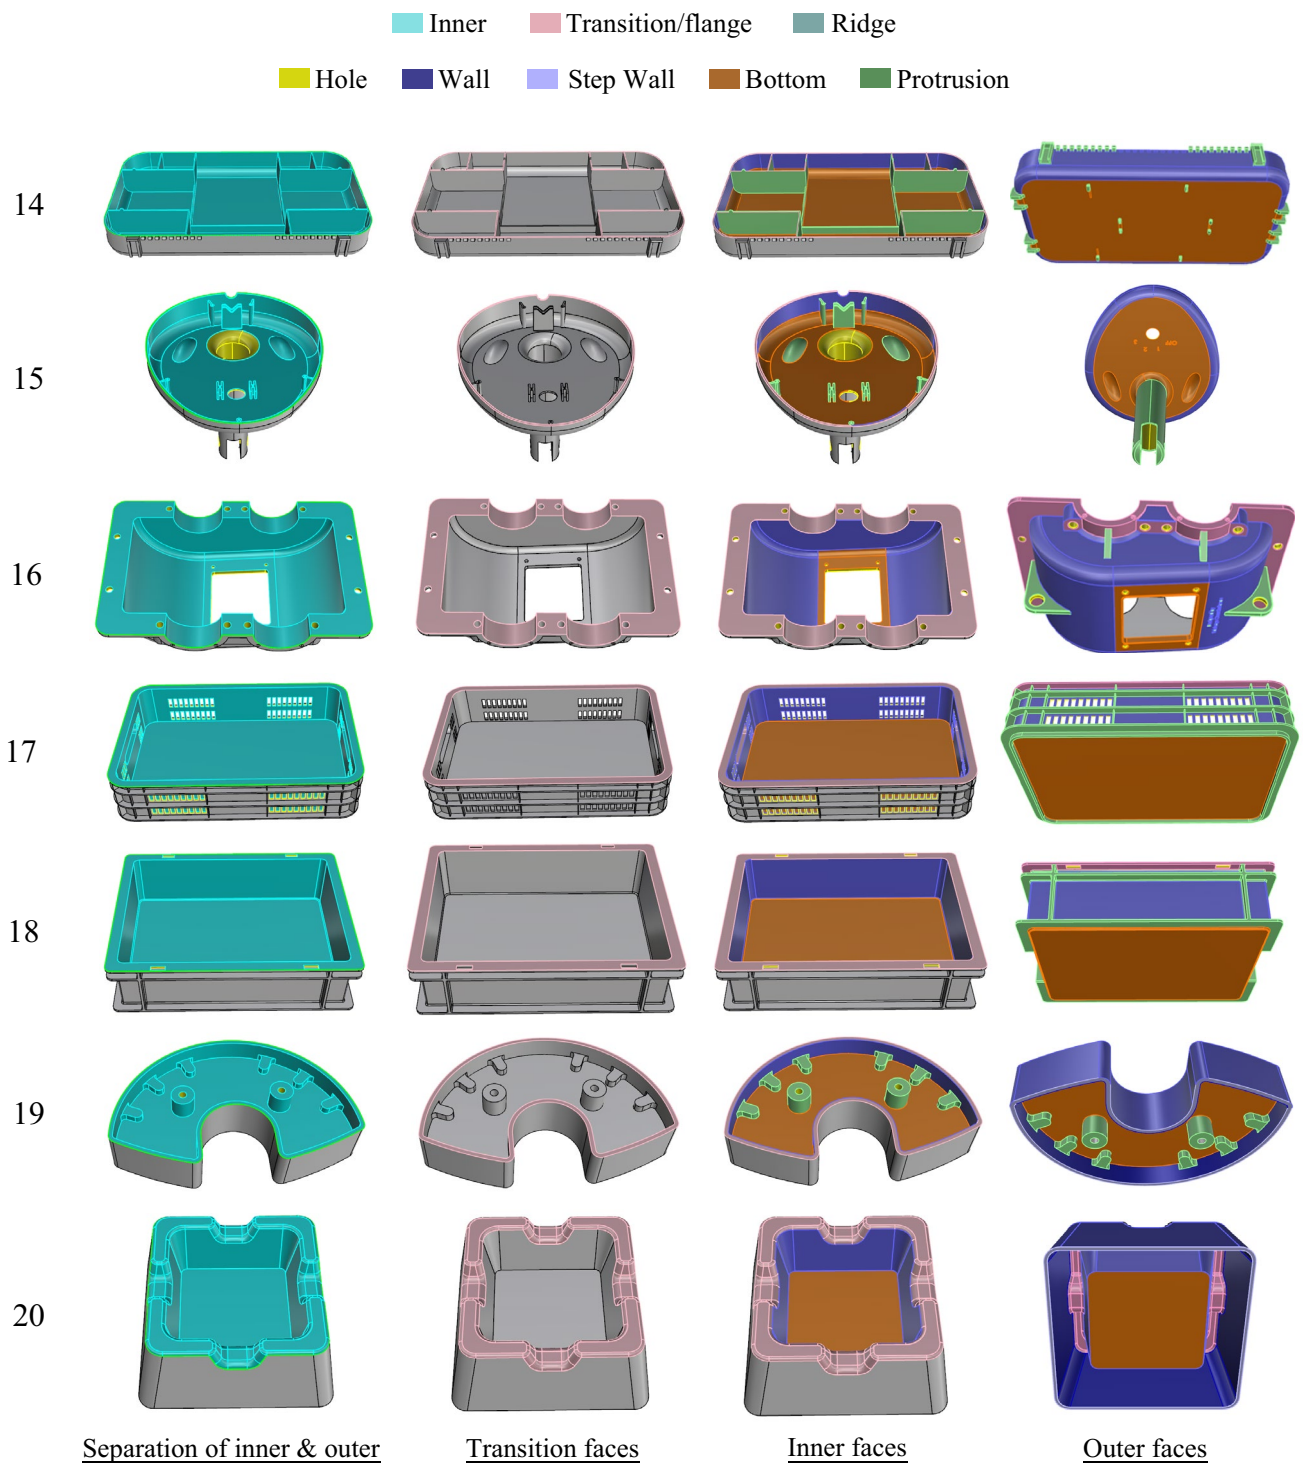 Inner Transition/flange Ridge
Hole Wall Step Wall Bottom Protrusion
14
15
16
17
18
19
20
Separation of inner & outer Transition faces Inner faces Outer faces